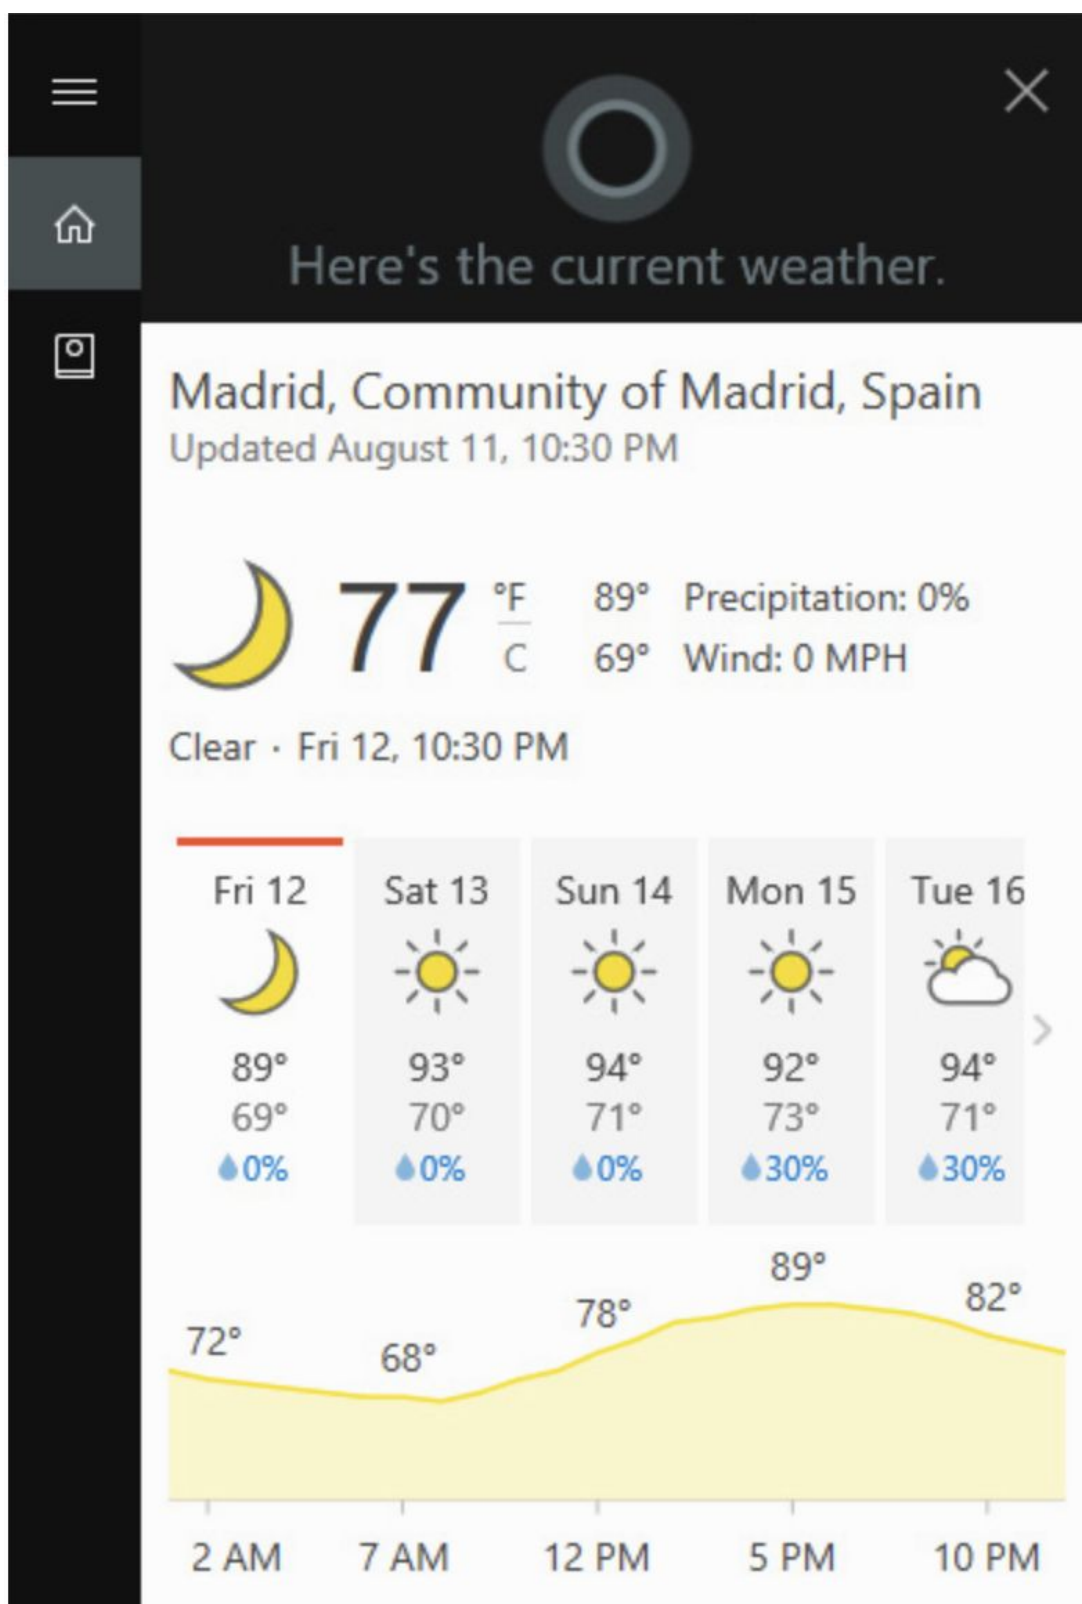 Here's the current weather.
Madrid, Community of Madrid, Spain
Updated August 11, 10:30 PM
77 °F 89° Precipitation: 0%
C 69° Wind: 0 MPH
Clear · Fri 12, 10:30 PM
Fri 12 Sat 13 Sun 14 Mon 15 Tue 16
89° 93° 94° 92° 94°
69° 70° 71° 73° 71°
0% 0% 0% 30% 30%
72° 68° 78° 89° 82°
2 AM 7 AM 12 PM 5 PM 10 PM